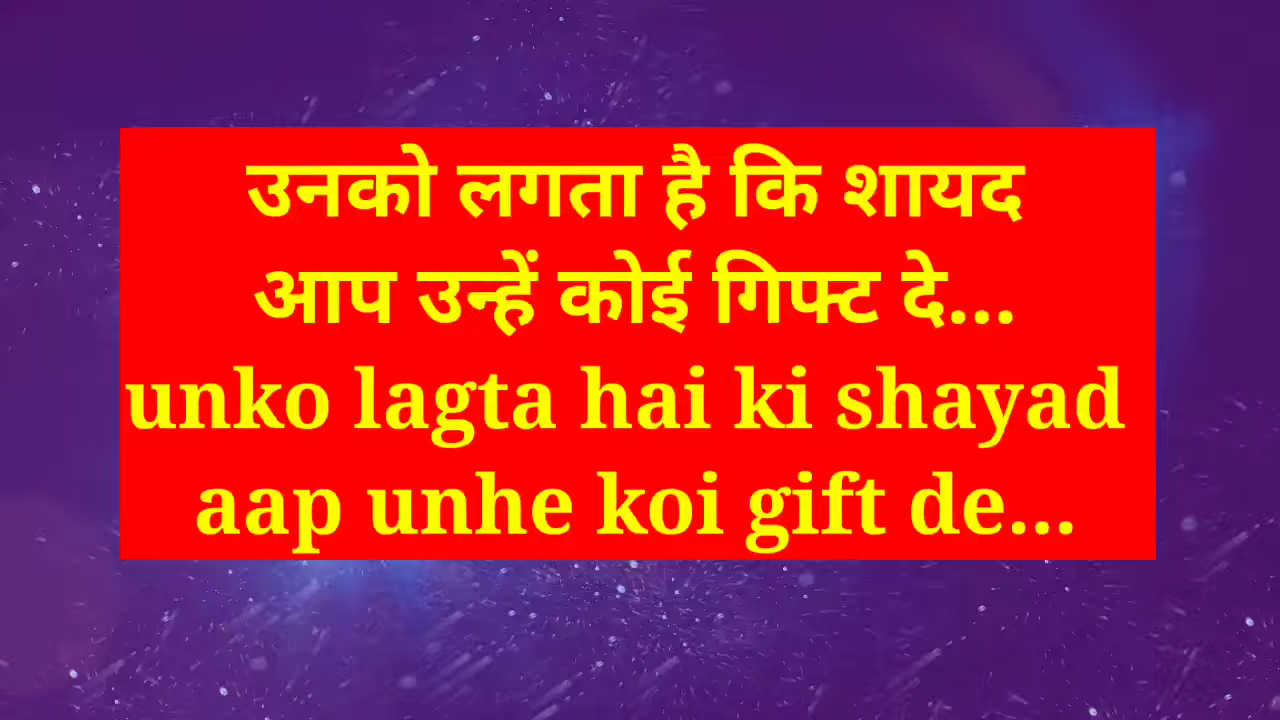 उनको लगता है कि शायद
आप उन्हें कोई गिफ्ट दे...
unko lagta hai ki shayad
aap unhe koi gift de...